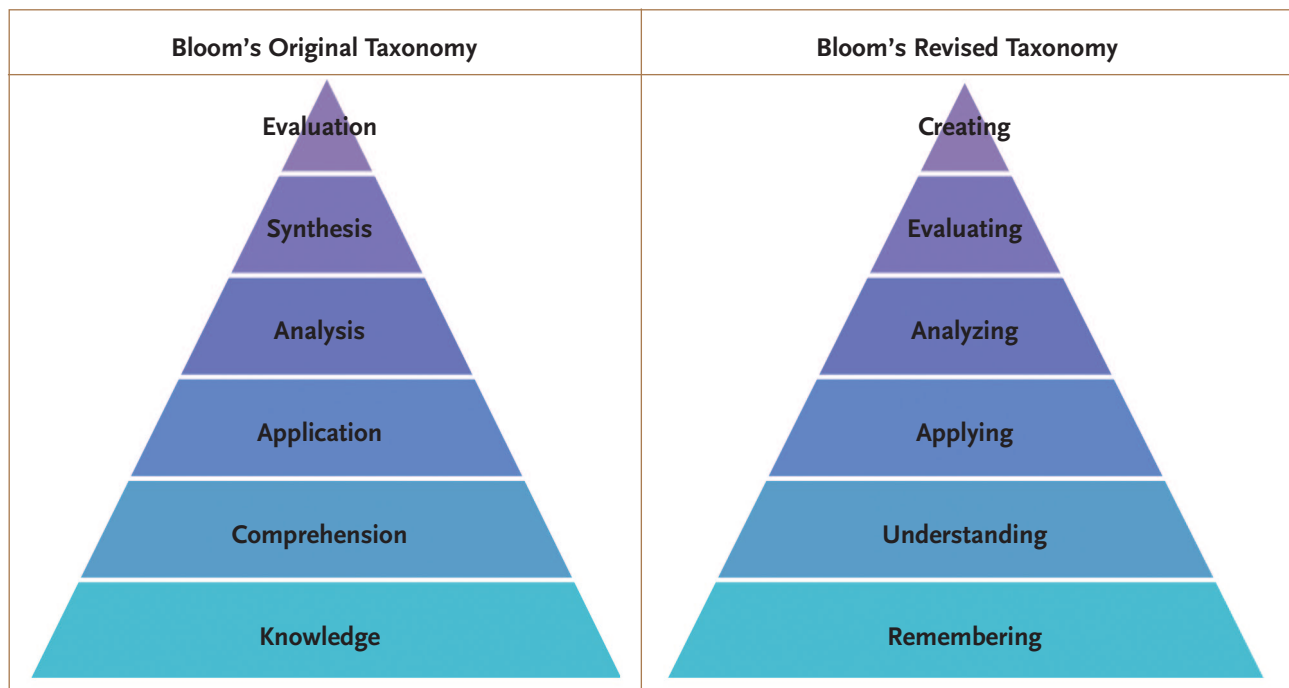 Bloom’s Original Taxonomy
Evaluation
Synthesis
Analysis
Application
Comprehension
Knowledge
Bloom’s Revised Taxonomy
Creating
Evaluating
Analyzing
Applying
Understanding
Remembering